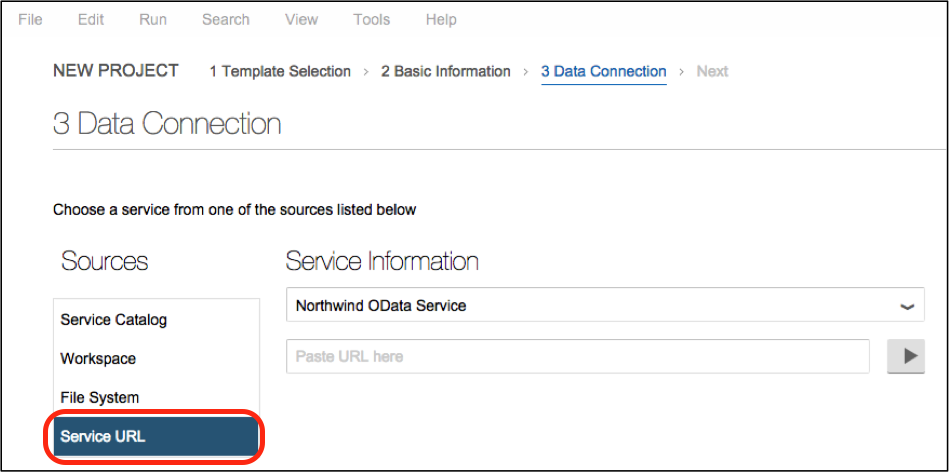 File Edit Run Search View Tools Help
NEW PROJECT 1 Template Selection › 2 Basic Information › 3 Data Connection › Next
3 Data Connection
Choose a service from one of the sources listed below
Sources
Service Catalog
Workspace
File System
Service URL
Service Information
Northwind OData Service
Paste URL here